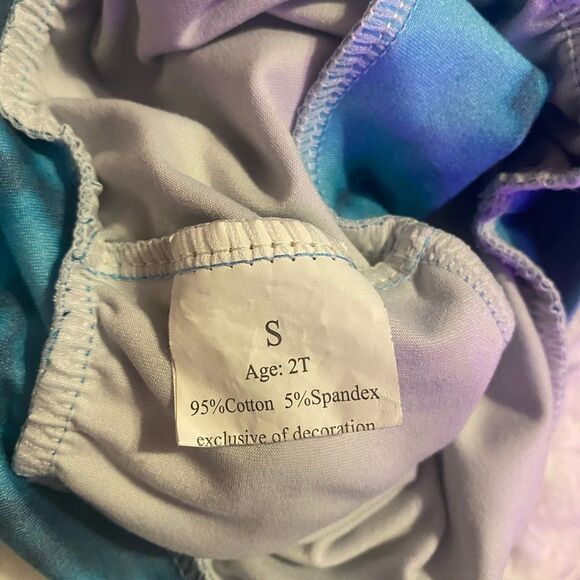 S
Age: 2T
95%Cotton 5%Spandex
exclusive of decoration